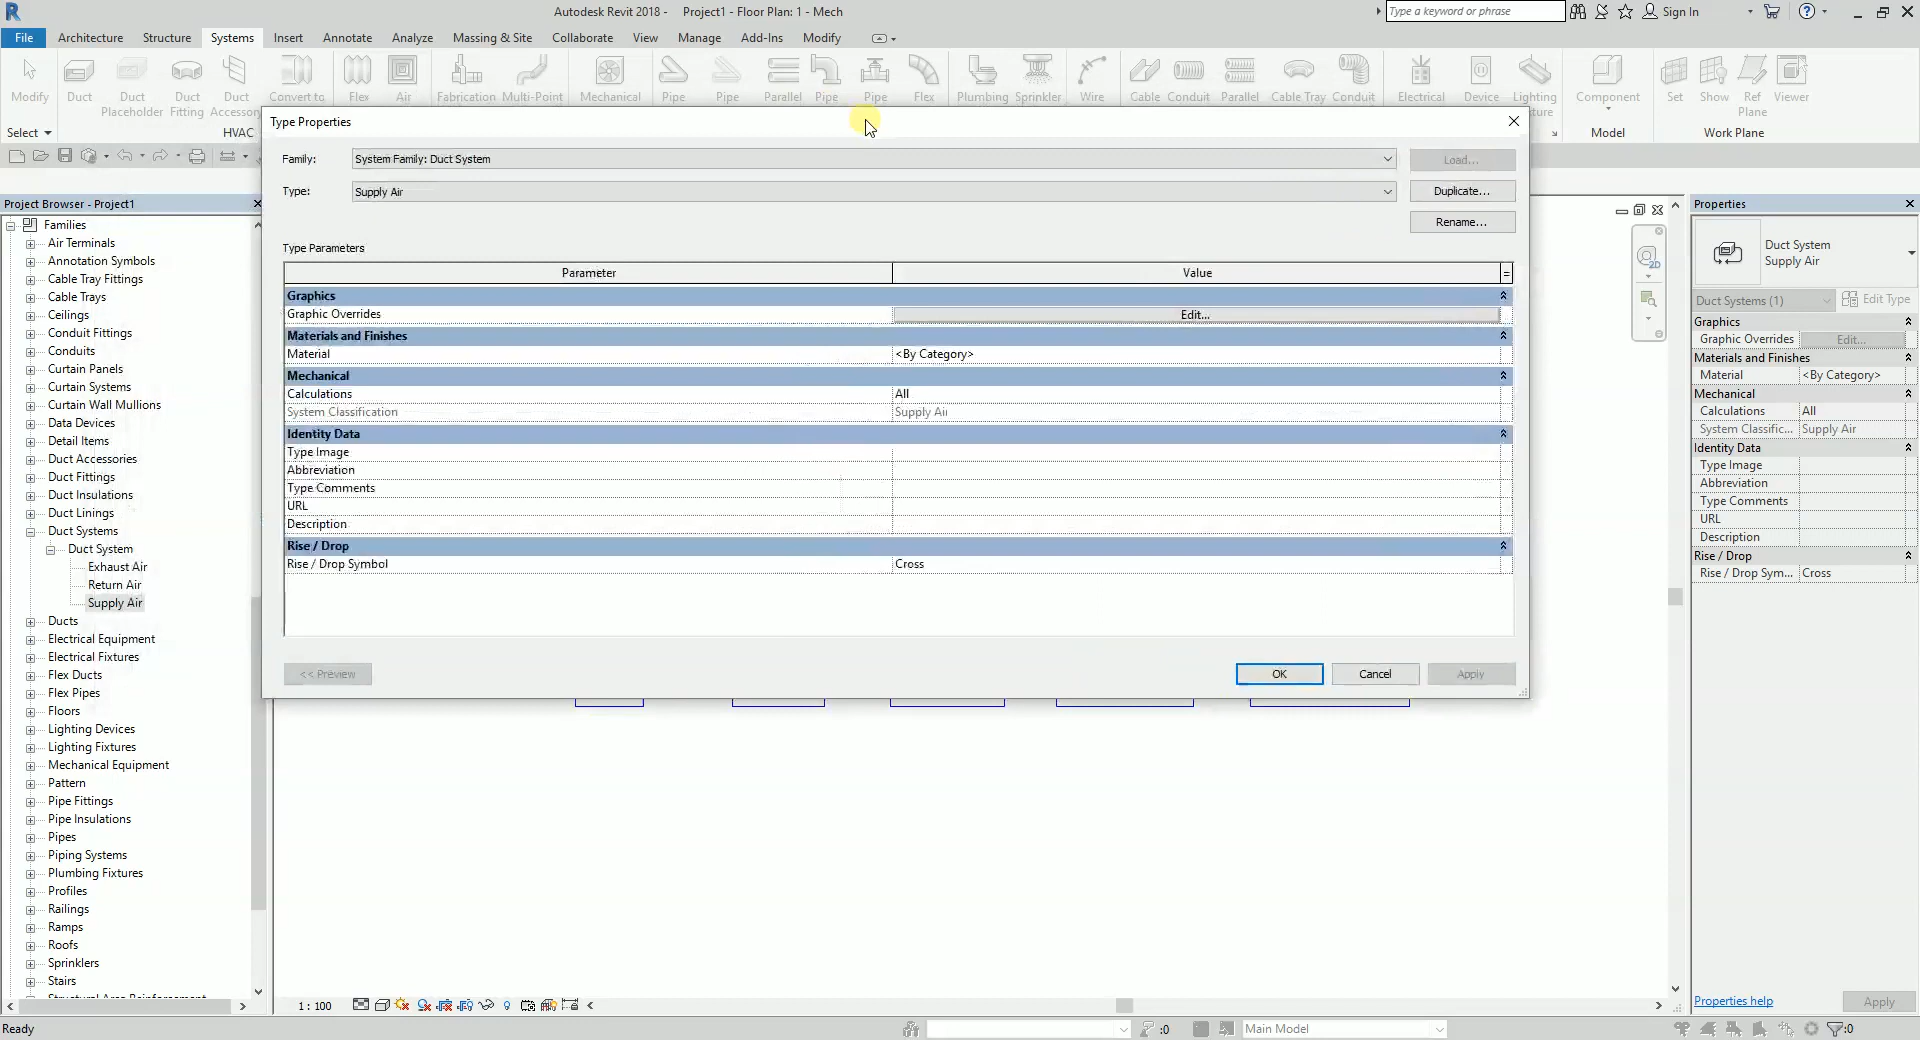 Autodesk Revit 2018 -    Project1 - Floor Plan: 1 - Mech
Type a keyword or phrase
Sign In
File Architecture Structure Systems Insert Annotate Analyze Massing & Site Collaborate View Manage Add-Ins Modify
Modify Duct Duct Placeholder Duct Fitting Duct Accessory Convert to Flex Air Fabrication Multi-Point Mechanical Pipe Pipe Parallel Pipe Pipe Flex Plumbing Sprinkler Wire Cable Conduit Parallel Cable Tray Conduit Electrical Device Lighting Component Set Show Ref Plane Viewer
Select HVAC Model Work Plane
Type Properties
Family: System Family: Duct System Load...
Type: Supply Air Duplicate...
Rename...
Type Parameters
Parameter Value =
Graphics
Graphic Overrides Edit...
Materials and Finishes
Material <By Category>
Mechanical
Calculations All
System Classification Supply Air
Identity Data
Type Image
Abbreviation
Type Comments
URL
Description
Rise / Drop
Rise / Drop Symbol Cross
<< Preview OK Cancel Apply
Project Browser - Project1
Families
Air Terminals
Annotation Symbols
Cable Tray Fittings
Cable Trays
Ceilings
Conduit Fittings
Conduits
Curtain Panels
Curtain Systems
Curtain Wall Mullions
Data Devices
Detail Items
Duct Accessories
Duct Fittings
Duct Insulations
Duct Linings
Duct Systems
Duct System
Exhaust Air
Return Air
Supply Air
Ducts
Electrical Equipment
Electrical Fixtures
Flex Ducts
Flex Pipes
Floors
Lighting Devices
Lighting Fixtures
Mechanical Equipment
Pattern
Pipe Fittings
Pipe Insulations
Pipes
Piping Systems
Plumbing Fixtures
Profiles
Railings
Ramps
Roofs
Sprinklers
Stairs
Properties
Duct System
Supply Air
Duct Systems (1) Edit Type
Graphics
Graphic Overrides Edit...
Materials and Finishes
Material <By Category>
Mechanical
Calculations All
System Classific... Supply Air
Identity Data
Type Image
Abbreviation
Type Comments
URL
Description
Rise / Drop
Rise / Drop Sym... Cross
Properties help Apply
1 : 100
Ready
:0
Main Model
:0